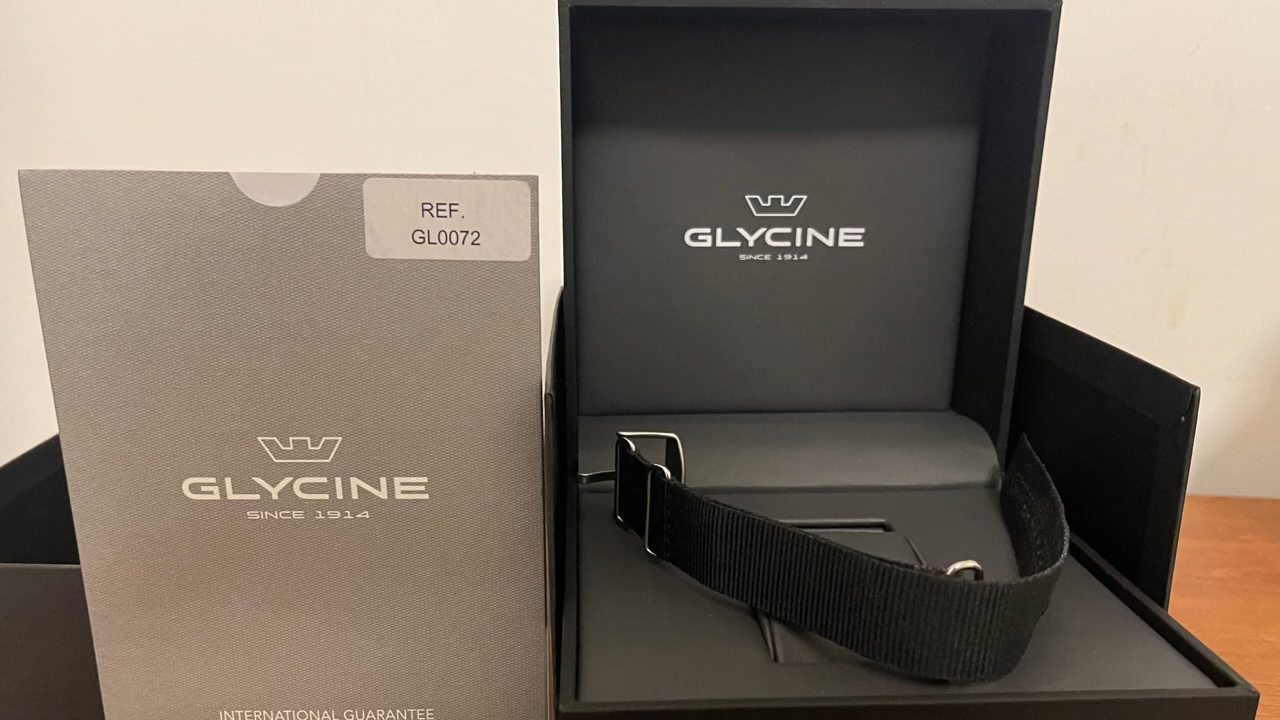 REF.
GL0072
GLYCINE
SINCE 1914
INTERNATIONAL GUARANTEE
GLYCINE
SINCE 1914